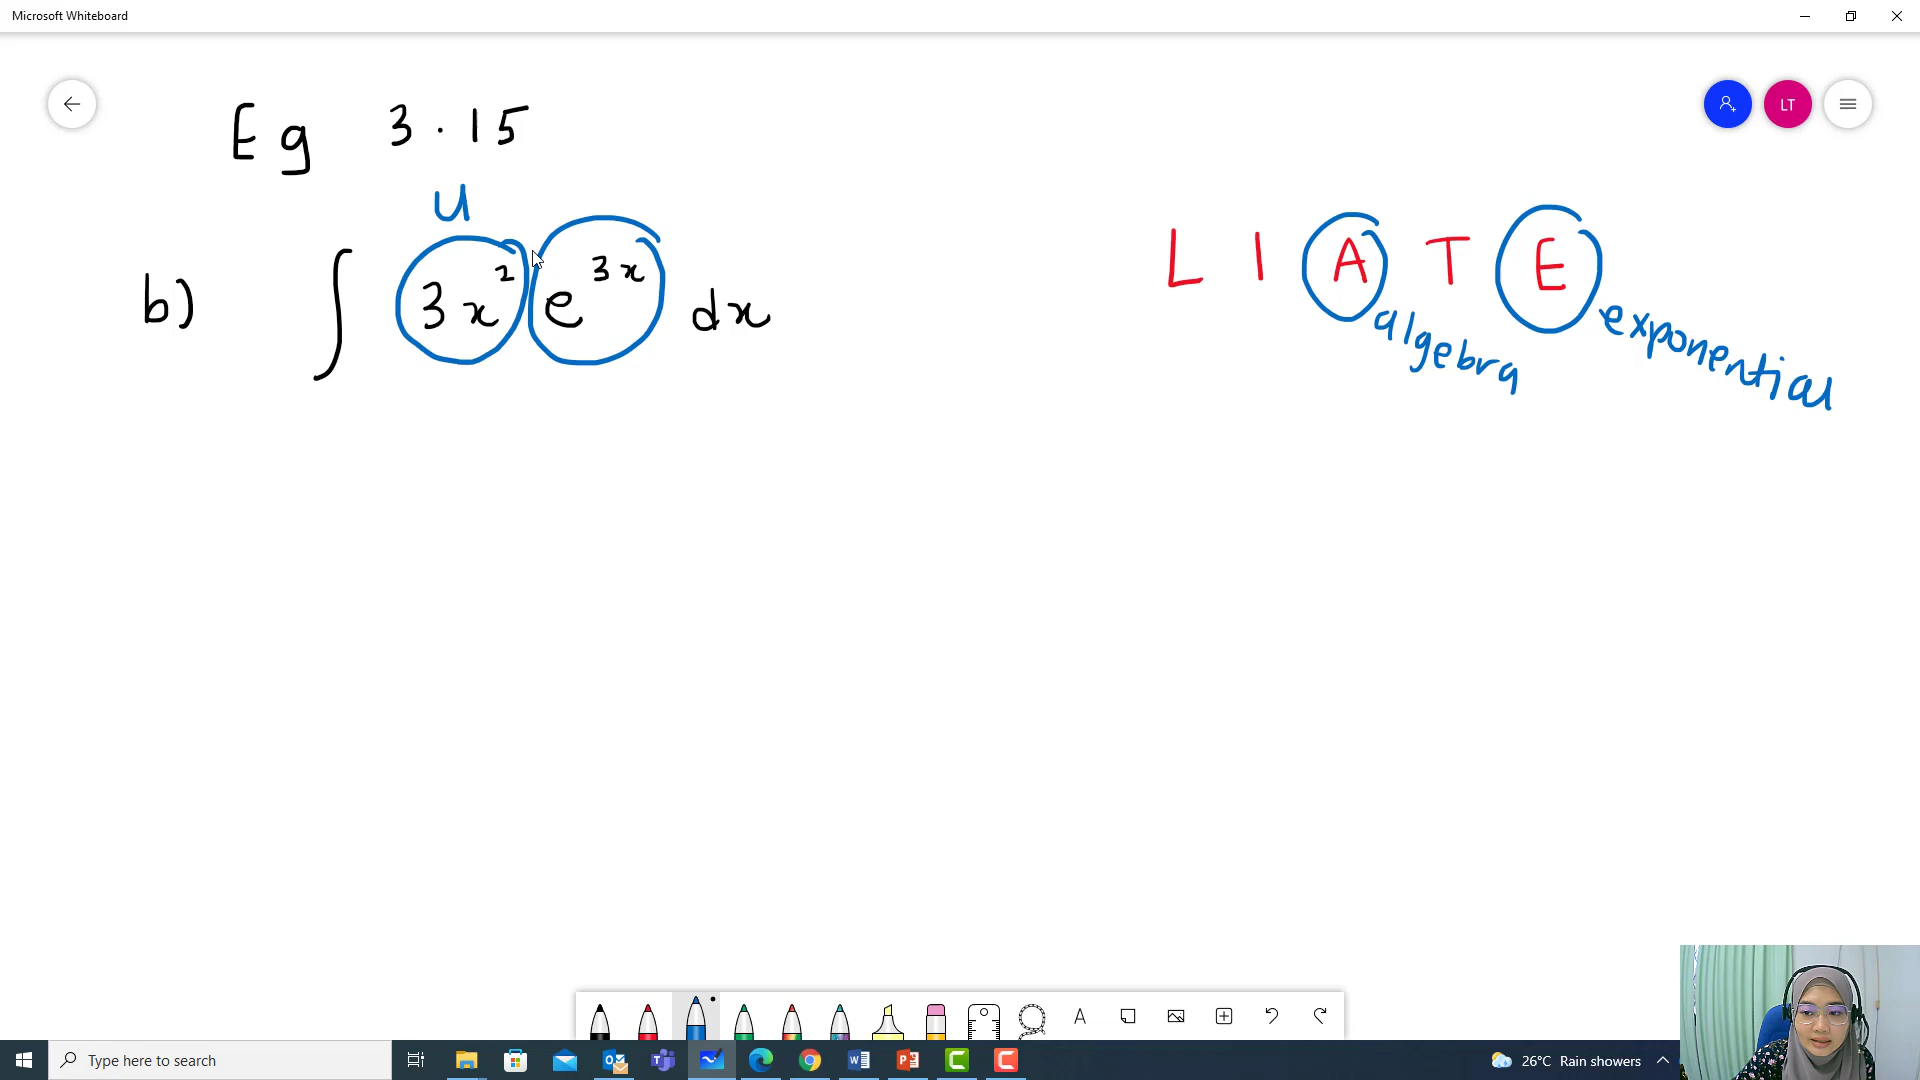 Microsoft Whiteboard
LT
Eg 3.15
u
b) ∫ 3x² e³ˣ dx
L I A T E
algebra
exponential
A
Type here to search
26°C Rain showers